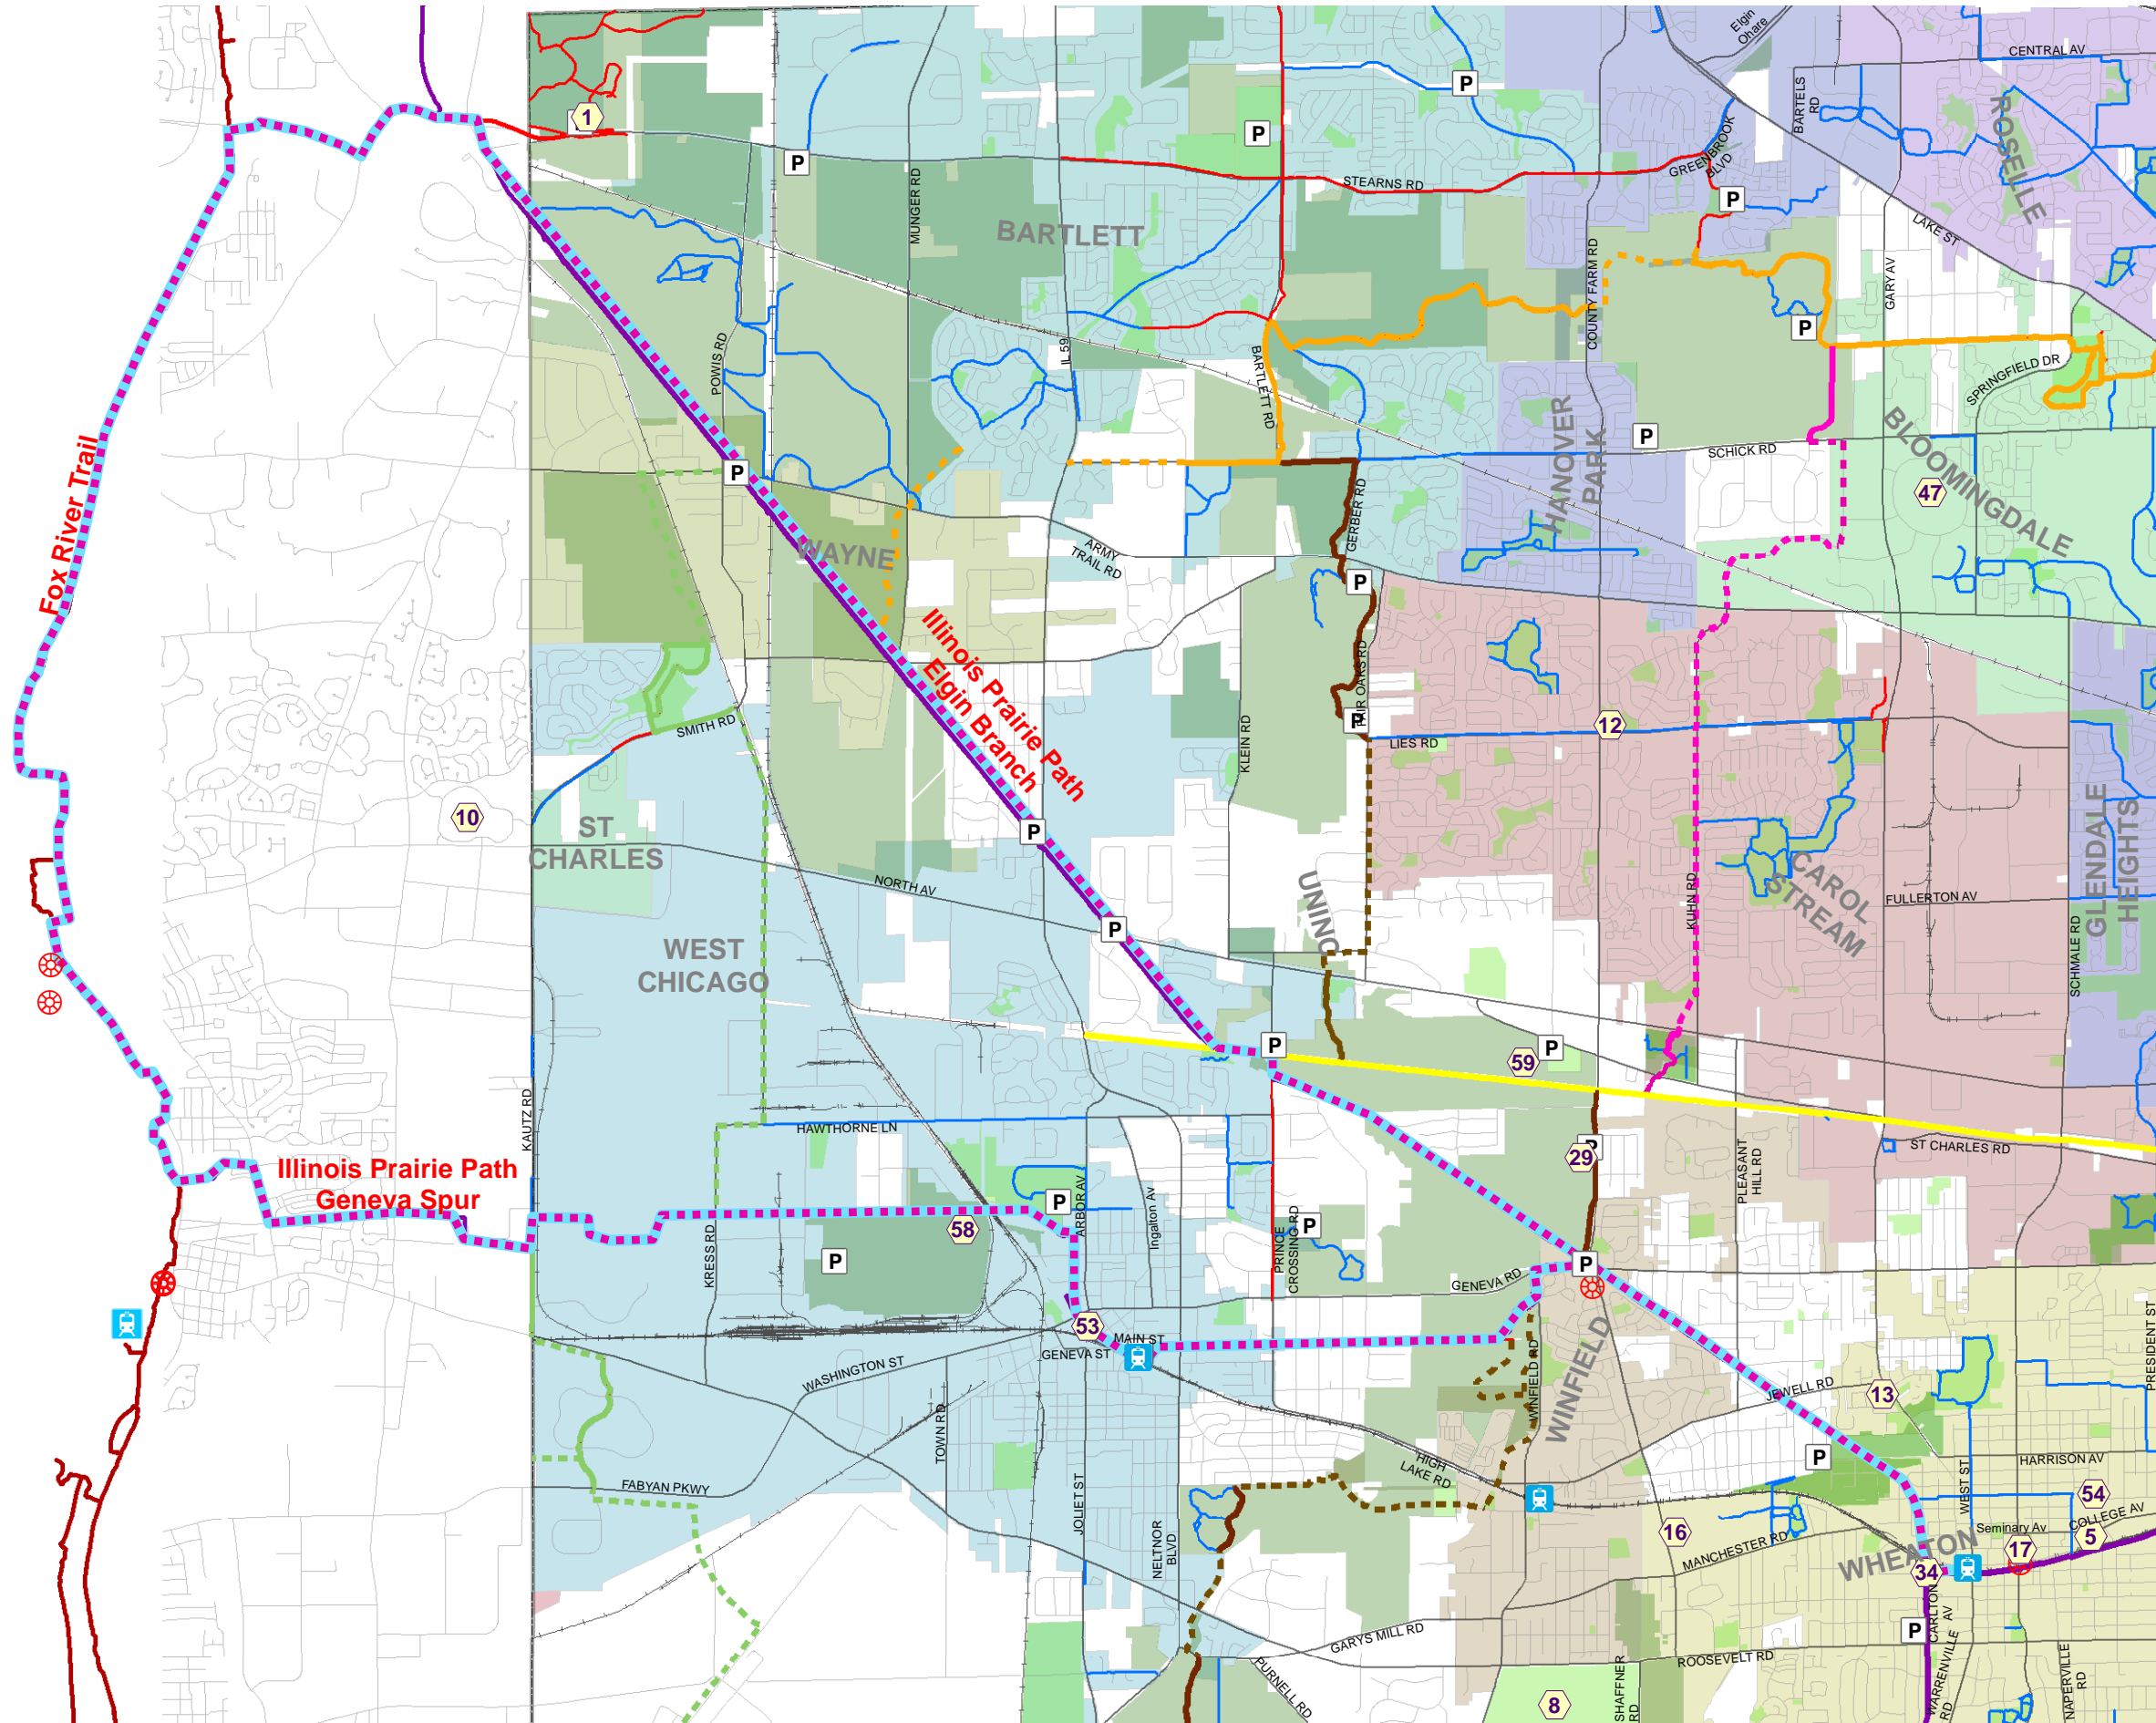 Elgin
Ohare
CENTRAL AV
BARTELS
RD
ROSELLE
1
P
P
P
P
GREENBROOK
BLVD
STEARNS RD
MUNGER RD
BARTLETT
P
LAKE ST
COUNTY FARM RD
GARY AV
IL 59
POWIS RD
BARTLETT RD
P
SPRINGFIELD DR
HANOVER
PARK
BLOOMINGDALE
P
SCHICK RD
P
47
Fox River Trail
GERBER RD
WAYNE
ARMY
TRAIL RD
P
Illinois Prairie Path
Elgin Branch
FAIR OAKS RD
P
SMITH RD
KLEIN RD
LIES RD
12
10
ST
CHARLES
P
GLENDALE
HEIGHTS
CAROL
STREAM
NORTH AV
UNINC
KUHN RD
FULLERTON AV
WEST
CHICAGO
P
SCHMALE RD
P
59
P
KAUTZ RD
HAWTHORNE LN
ST CHARLES RD
29
PLEASANT
HILL RD
Illinois Prairie Path
Geneva Spur
P
ARBOR AV
Ingalton Av
58
KRESS RD
P
PRINCE
CROSSING RD
P
P
GENEVA RD
53
MAIN ST
GENEVA ST
WASHINGTON ST
WINFIELD RD
WINFIELD
PRESIDENT ST
JEWELL RD
13
TOWN RD
P
HARRISON AV
HIGH
LAKE RD
FABYAN PKWY
JOLIET ST
NELTNOR
BLVD
WEST ST
54
COLLEGE AV
Seminary Av
5
16
MANCHESTER RD
WHEATON
17
34
CARLTON
AV
P
GARYS MILL RD
ROOSEVELT RD
PURNELL RD
8
SHAFFNER
RD
WARRENVILLE
RD
NAPERVILLE
RD